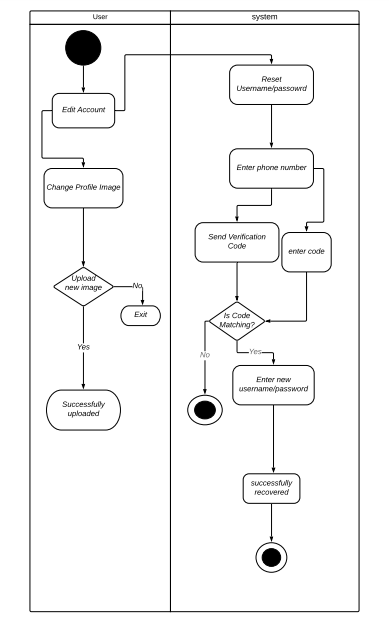 User
system
Edit Account
Reset
Username/passowrd
Change Profile Image
Enter phone number
Send Verification
Code
enter code
Upload
new image
No
Exit
Is Code
Matching?
Yes
No
Yes
Enter new
username/password
Successfully
uploaded
successfully
recovered